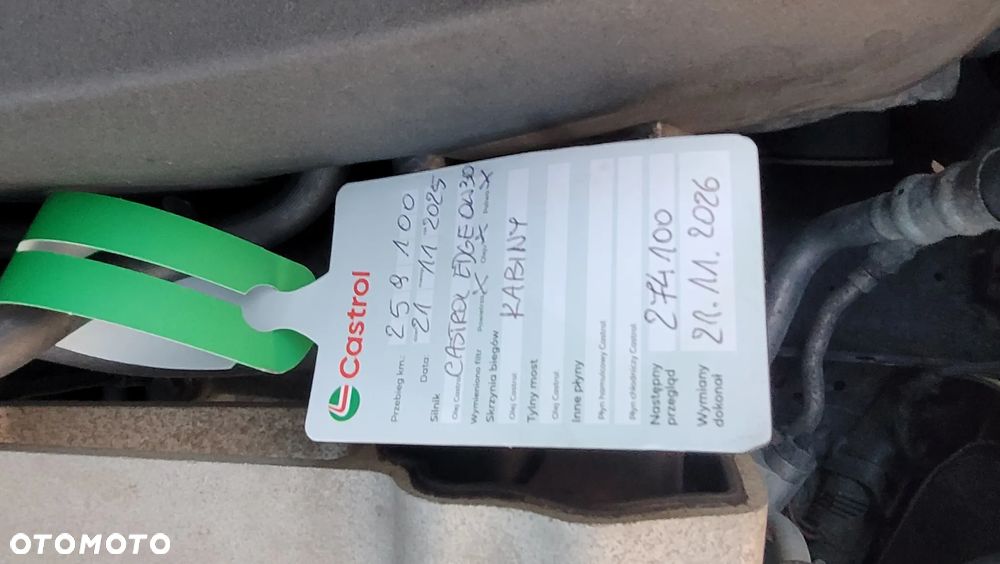 Castrol
Przebieg km.: 259 100
Data: 21-11-2025
Silnik
Olej Castrol CASTROL EDGE 0W30
Wymieniono filtr Powietrza X Oleju X Paliwa X
Skrzynia biegów KABINY
Olej Castrol
Tylny most
Olej Castrol
Inne płyny
Płyn hamulcowy Castrol
Płyn chłodniczy Castrol
Następny przegląd 274.100
Wymiany dokonał 21.11.2026
OTOMOTO